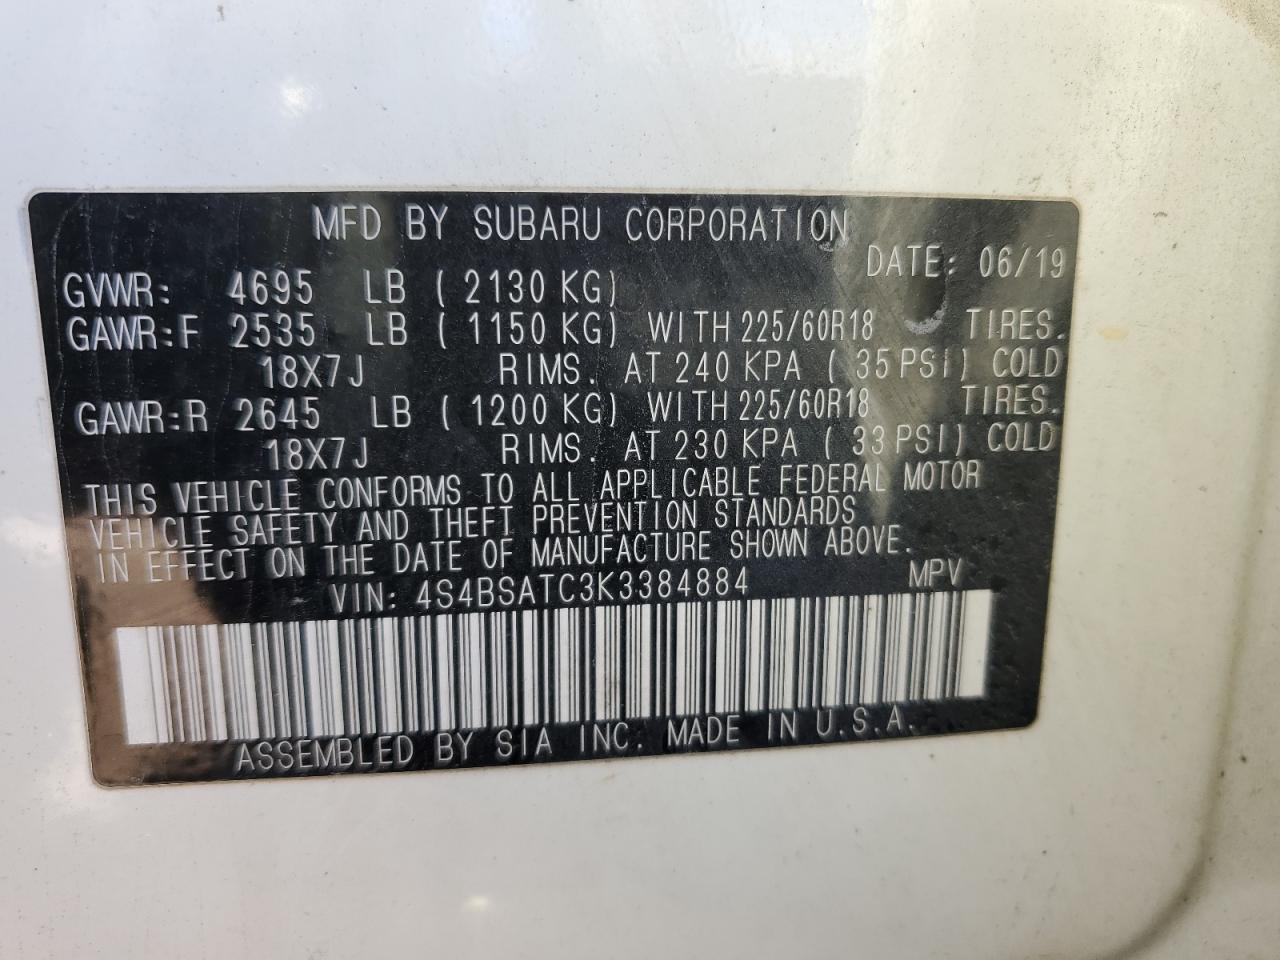 MFD BY SUBARU CORPORATION
DATE: 06/19
GVWR: 4695 LB ( 2130 KG)
GAWR:F 2535 LB ( 1150 KG) WITH 225/60R18 TIRES.
18X7J RIMS. AT 240 KPA ( 35 PSI) COLD
GAWR:R 2645 LB ( 1200 KG) WITH 225/60R18 TIRES.
18X7J RIMS. AT 230 KPA ( 33 PSI) COLD
THIS VEHICLE CONFORMS TO ALL APPLICABLE FEDERAL MOTOR
VEHICLE SAFETY AND THEFT PREVENTION STANDARDS
IN EFFECT ON THE DATE OF MANUFACTURE SHOWN ABOVE.
VIN: 4S4BSATC3K3384884 MPV
ASSEMBLED BY SIA INC. MADE IN U.S.A.